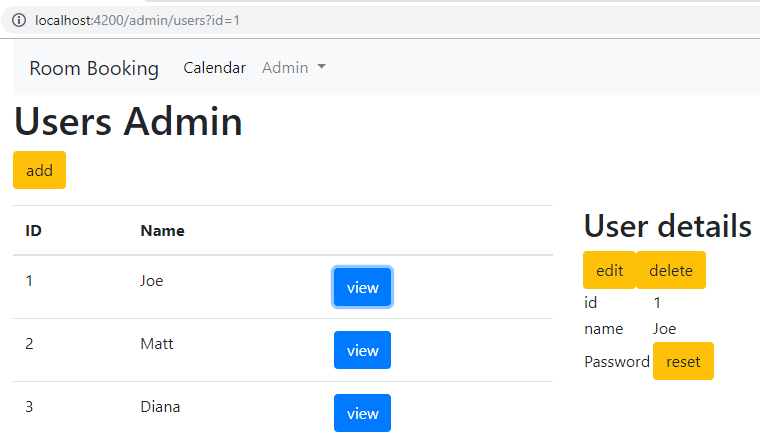 localhost:4200/admin/users?id=1
Room Booking Calendar Admin
Users Admin
add
ID Name
1 Joe view
2 Matt view
3 Diana view
User details
edit delete
id 1
name Joe
Password reset